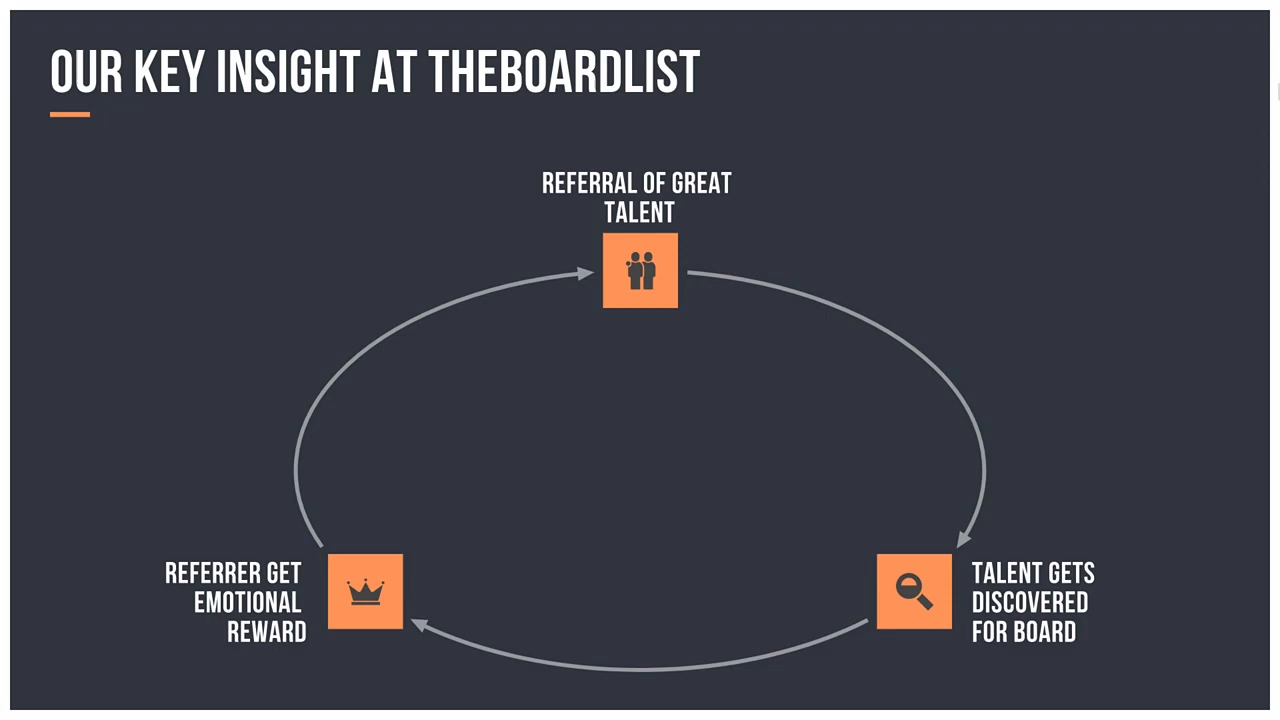 OUR KEY INSIGHT AT THEBOARDLIST
REFERRAL OF GREAT
TALENT
REFERRER GET
EMOTIONAL
REWARD
TALENT GETS
DISCOVERED
FOR BOARD